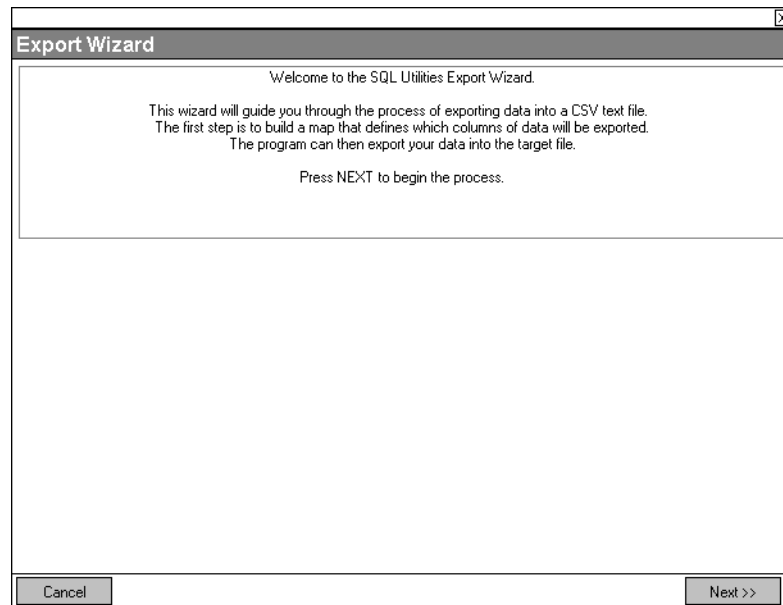 Export Wizard
Welcome to the SQL Utilities Export Wizard.
This wizard will guide you through the process of exporting data into a CSV text file.
The first step is to build a map that defines which columns of data will be exported.
The program can then export your data into the target file.
Press NEXT to begin the process.
Cancel
Next >>